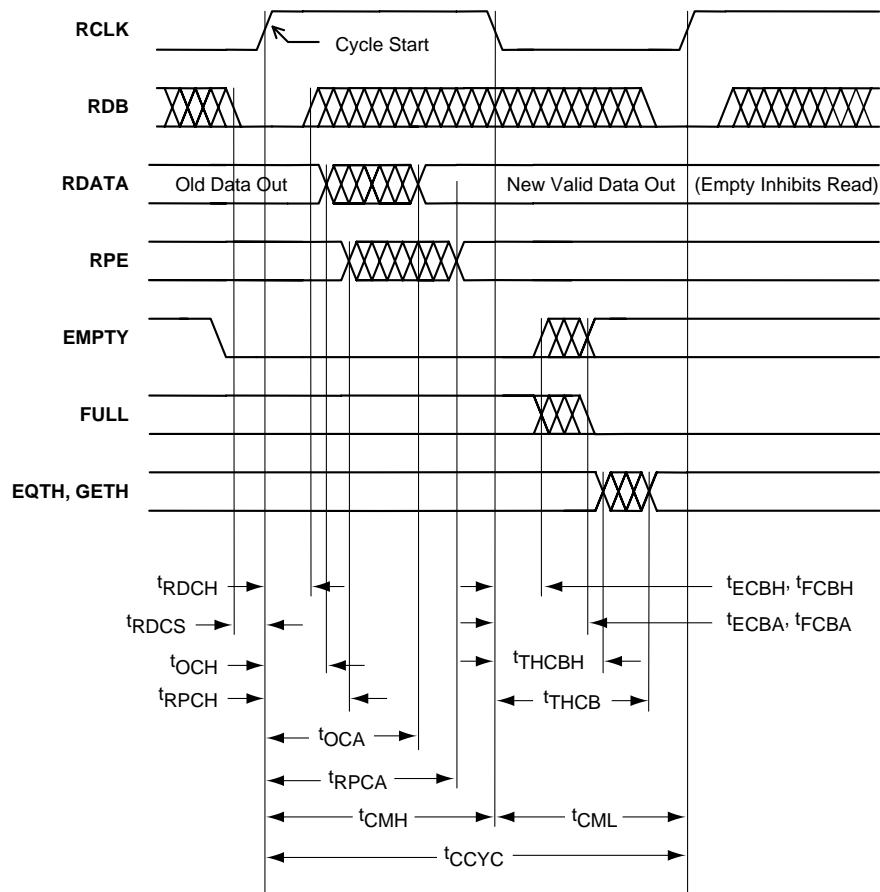 RCLK
Cycle Start
RDB
RDATA
Old Data Out
New Valid Data Out
(Empty Inhibits Read)
RPE
EMPTY
FULL
EQTH, GETH
tRDCH
tECBH, tFCBH
tRDCS
tECBA, tFCBA
tOCH
tTHCBH
tRPCH
tTHCB
tOCA
tRPCA
tCMH
tCML
tCCYC